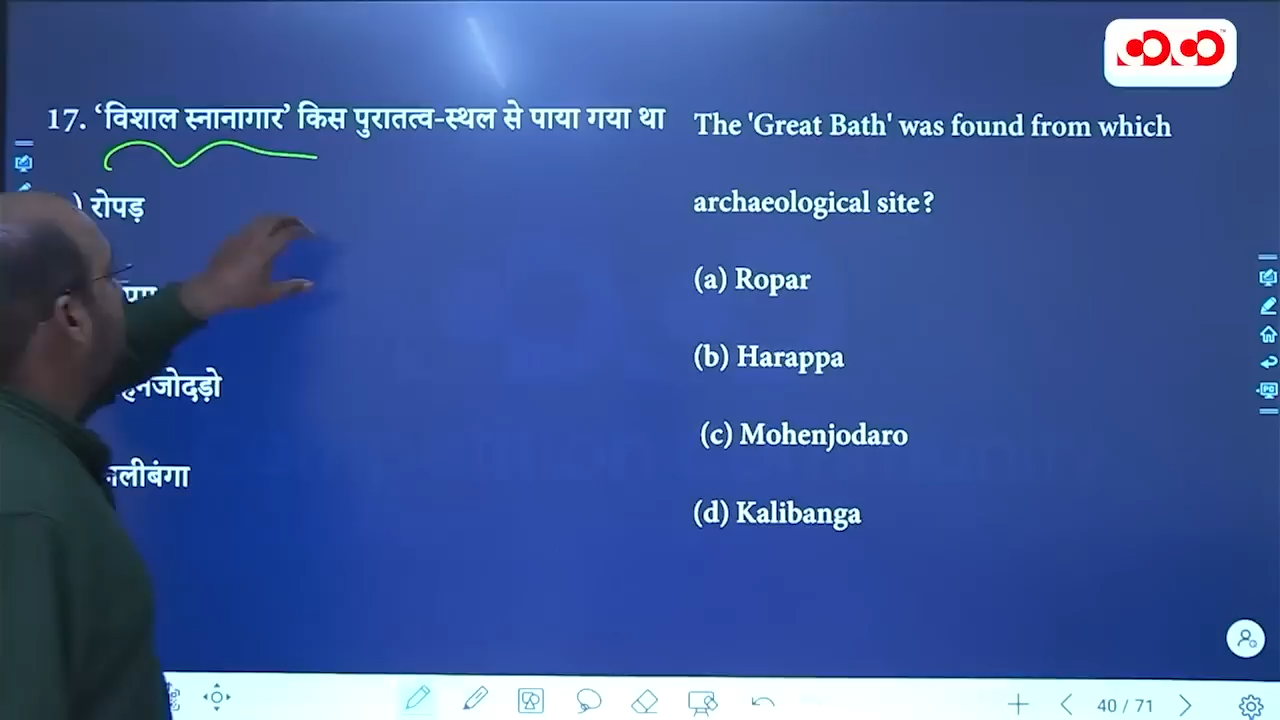 17. ‘विशाल स्नानागार’ किस पुरातत्व-स्थल से पाया गया था
) रोपड़
मोहनजोदड़ो
The 'Great Bath' was found from which
archaeological site?
(a) Ropar
(b) Harappa
(c) Mohenjodaro
(d) Kalibanga
40 / 71